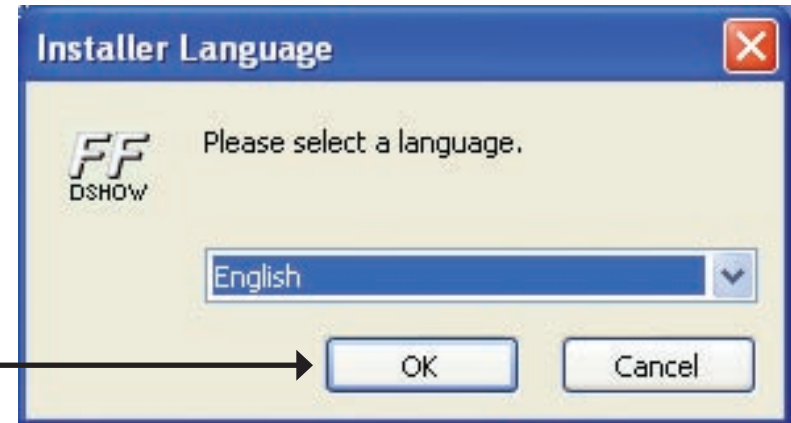 Installer Language
Please select a language.
FF
DSHOW
English
OK
Cancel